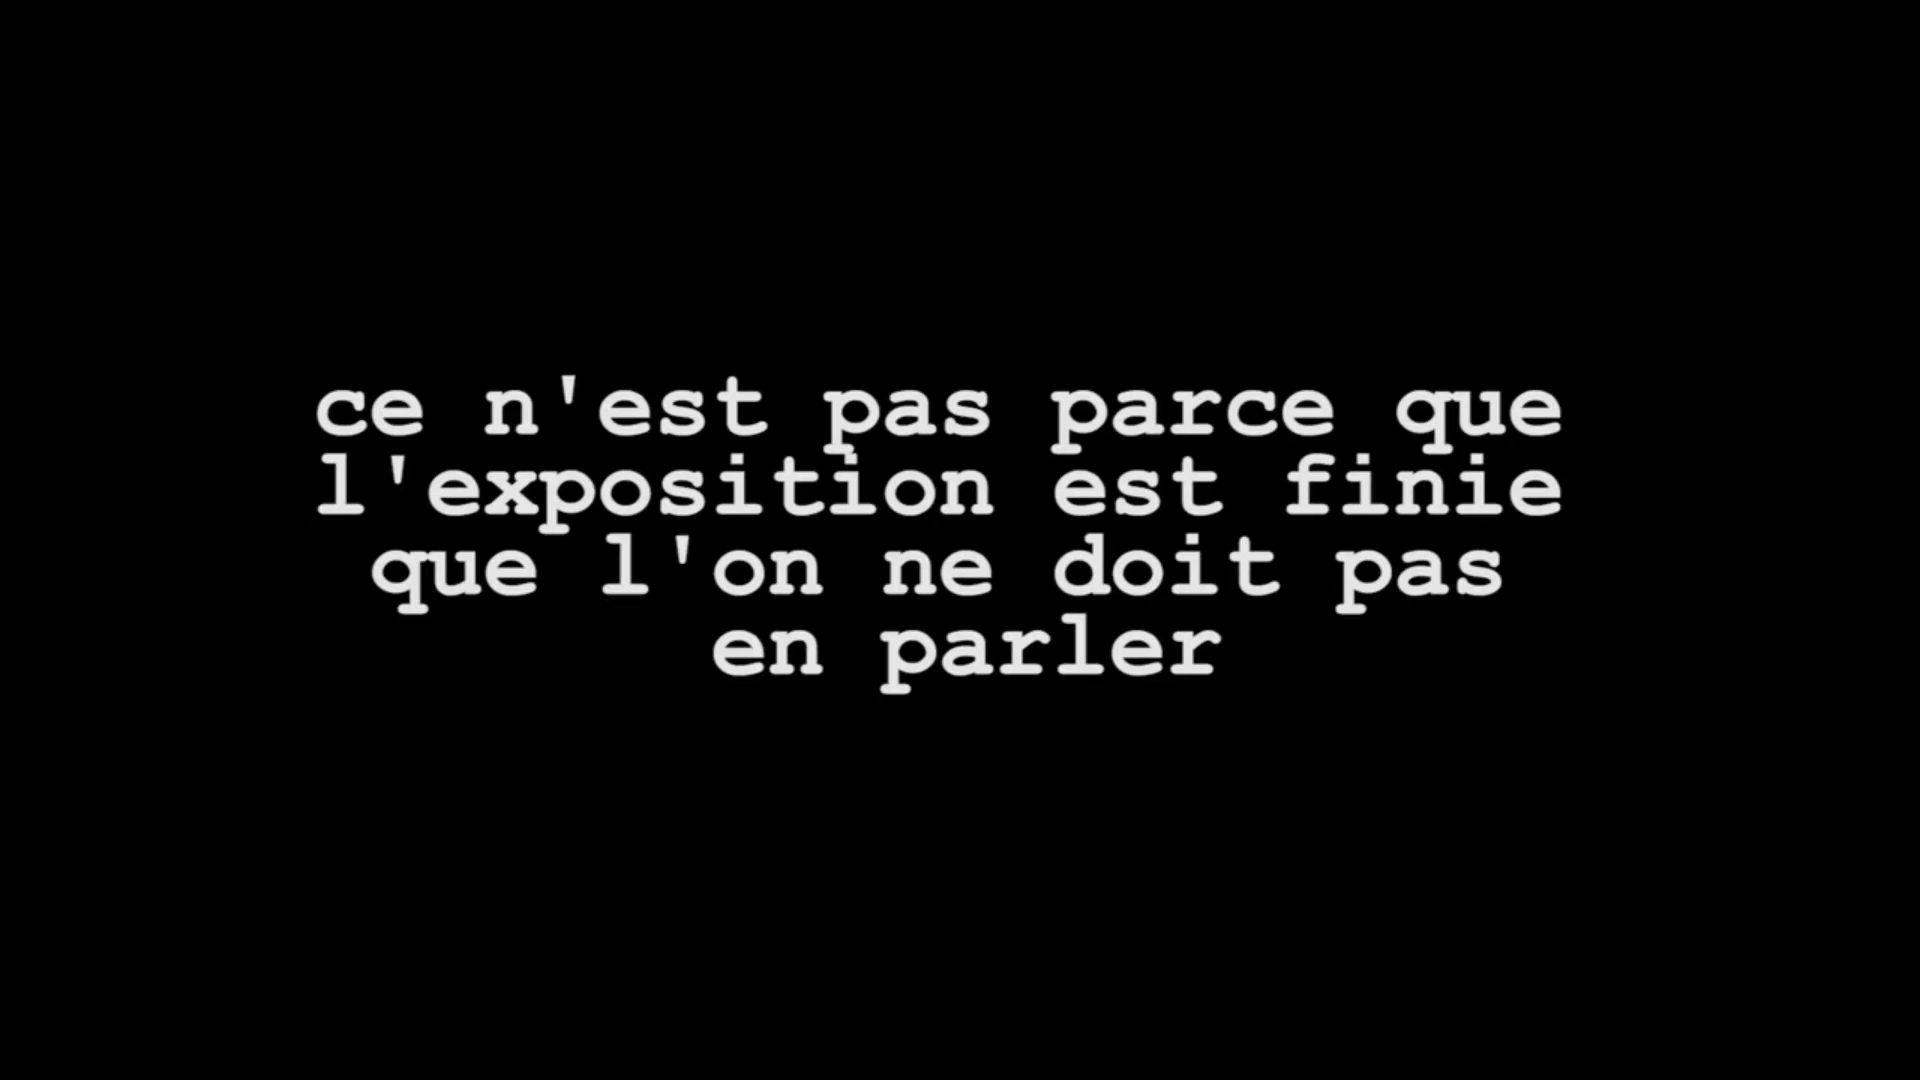 ce n'est pas parce que
l'exposition est finie
que l'on ne doit pas
en parler